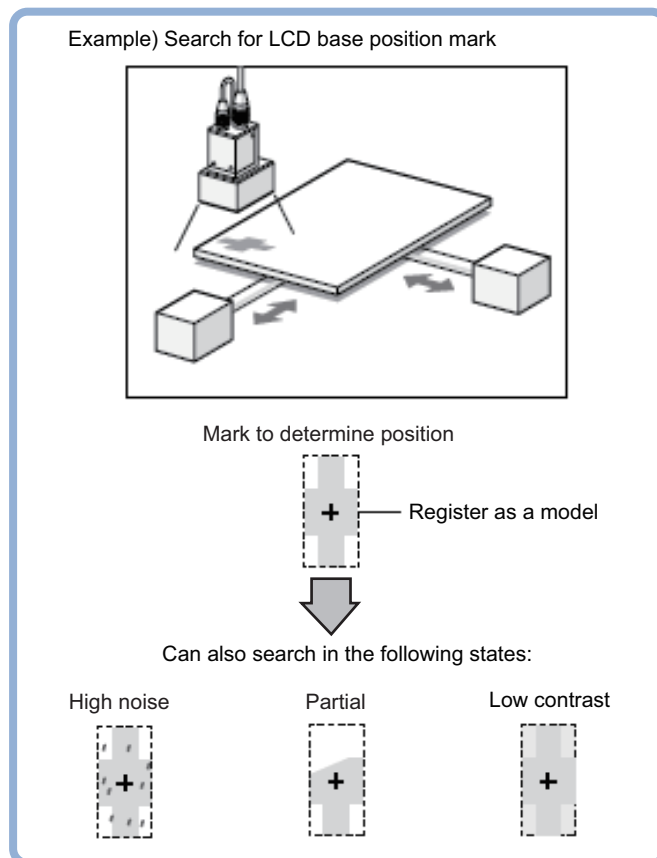 Example) Search for LCD base position mark
Mark to determine position
Register as a model
Can also search in the following states:
High noise
Partial
Low contrast